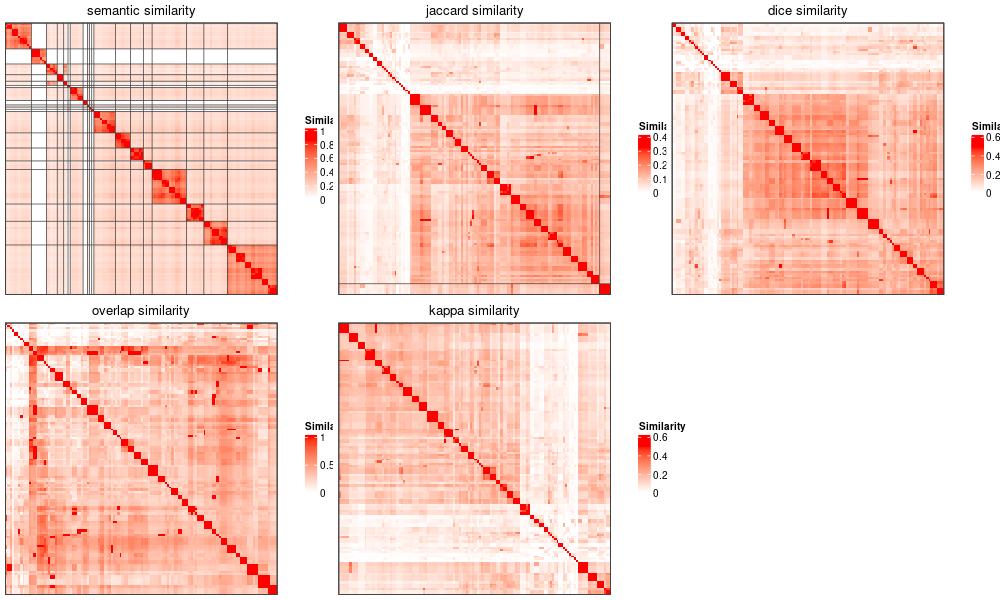 semantic similarity
Simila
1
0.8
0.6
0.4
0.2
0
jaccard similarity
Simila
0.4
0.3
0.2
0.1
0
dice similarity
Simila
0.6
0.4
0.2
0
overlap similarity
Simila
1
0.5
0
kappa similarity
Similarity
0.6
0.4
0.2
0